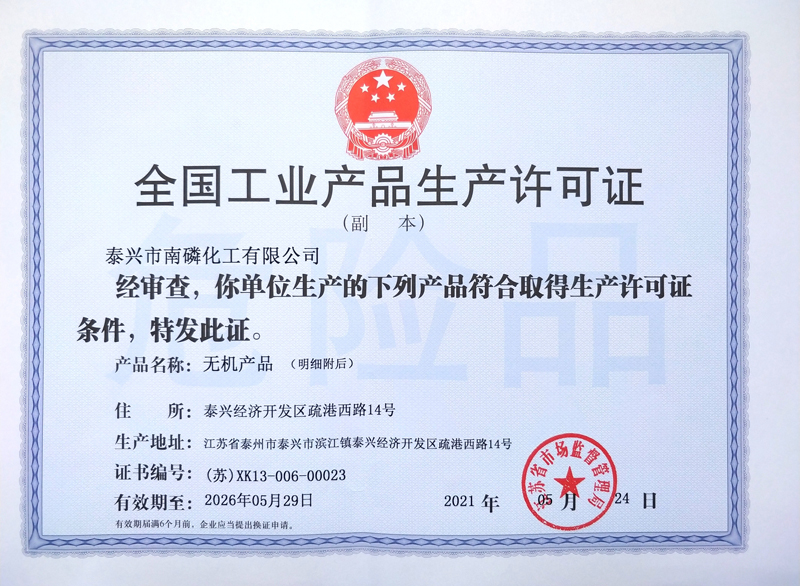 全国工业产品生产许可证
（副 本）
危险品
泰兴市南磷化工有限公司
经审查，你单位生产的下列产品符合取得生产许可证
条件，特发此证。
产品名称：无机产品 （明细附后）
住 所：泰兴经济开发区疏港西路14号
生产地址：江苏省泰州市泰兴市滨江镇泰兴经济开发区疏港西路14号
证书编号：(苏)XK13-006-00023
有效期至：2026年05月29日
2021 年 05 月 24 日
江苏省市场监督管理局
有效期届满6个月前，企业应当提出换证申请。